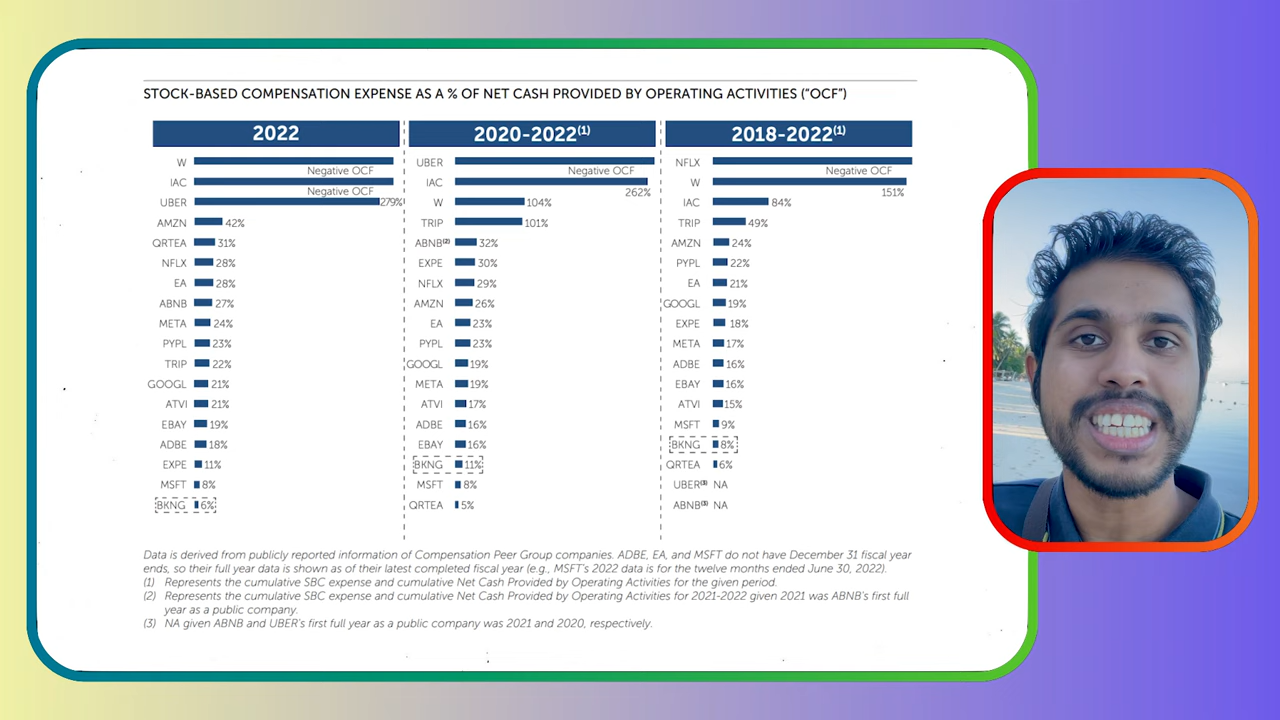 STOCK-BASED COMPENSATION EXPENSE AS A % OF NET CASH PROVIDED BY OPERATING ACTIVITIES (“OCF”)
2022
W
Negative OCF
IAC
Negative OCF
UBER 279%
AMZN 42%
QRTEA 31%
NFLX 28%
EA 28%
ABNB 27%
META 24%
PYPL 23%
TRIP 22%
GOOGL 21%
ATVI 21%
EBAY 19%
ADBE 18%
EXPE 11%
MSFT 8%
BKNG 6%
2020-2022(1)
UBER
Negative OCF
IAC
262%
W 104%
TRIP 101%
ABNB(2) 32%
EXPE 30%
NFLX 29%
AMZN 26%
EA 23%
PYPL 23%
GOOGL 19%
META 19%
ATVI 17%
ADBE 16%
EBAY 16%
BKNG 11%
MSFT 8%
QRTEA 5%
2018-2022(1)
NFLX
Negative OCF
W
151%
IAC 84%
TRIP 49%
AMZN 24%
PYPL 22%
EA 21%
GOOGL 19%
EXPE 18%
META 17%
ADBE 16%
EBAY 16%
ATVI 15%
MSFT 9%
BKNG 8%
QRTEA 6%
UBER(3) NA
ABNB(3) NA
Data is derived from publicly reported information of Compensation Peer Group companies. ADBE, EA, and MSFT do not have December 31 fiscal year
ends, so their full year data is shown as of their latest completed fiscal year (e.g., MSFT's 2022 data is for the twelve months ended June 30, 2022).
(1) Represents the cumulative SBC expense and cumulative Net Cash Provided by Operating Activities for the given period.
(2) Represents the cumulative SBC expense and cumulative Net Cash Provided by Operating Activities for 2021-2022 given 2021 was ABNB's first full
year as a public company.
(3) NA given ABNB and UBER's first full year as a public company was 2021 and 2020, respectively.